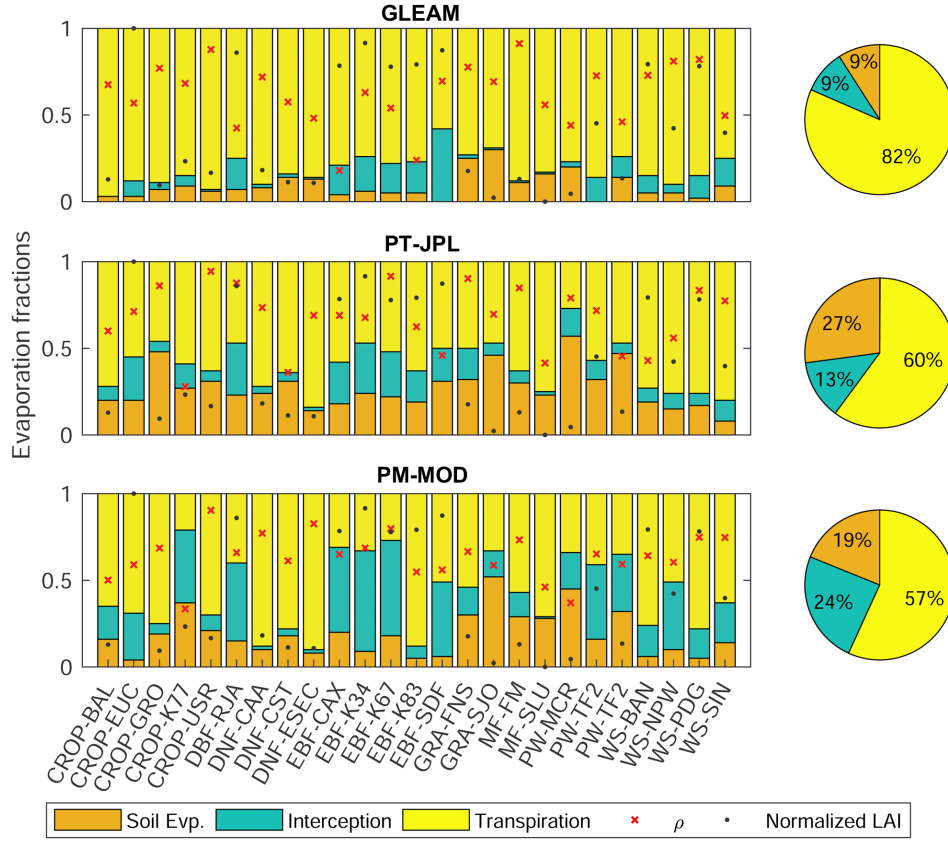 GLEAM
1
0.5
0
9%
9%
82%
PT-JPL
1
0.5
0
27%
13%
60%
Evaporation fractions
PM-MOD
1
0.5
0
19%
24%
57%
CROP-BAL
CROP-EUC
CROP-GRO
CROP-K77
CROP-USR
DBF-RJA
DNF-CAA
DNF-CST
DNF-ESEC
EBF-CAX
EBF-K34
EBF-K67
EBF-K83
EBF-SDF
GRA-FNS
GRA-SJO
MF-FM
MF-SLU
PW-MCR
PW-TF2
PW-TF2
WS-BAN
WS-NPW
WS-PDG
WS-SIN
Soil Evp. Interception Transpiration ρ Normalized LAI